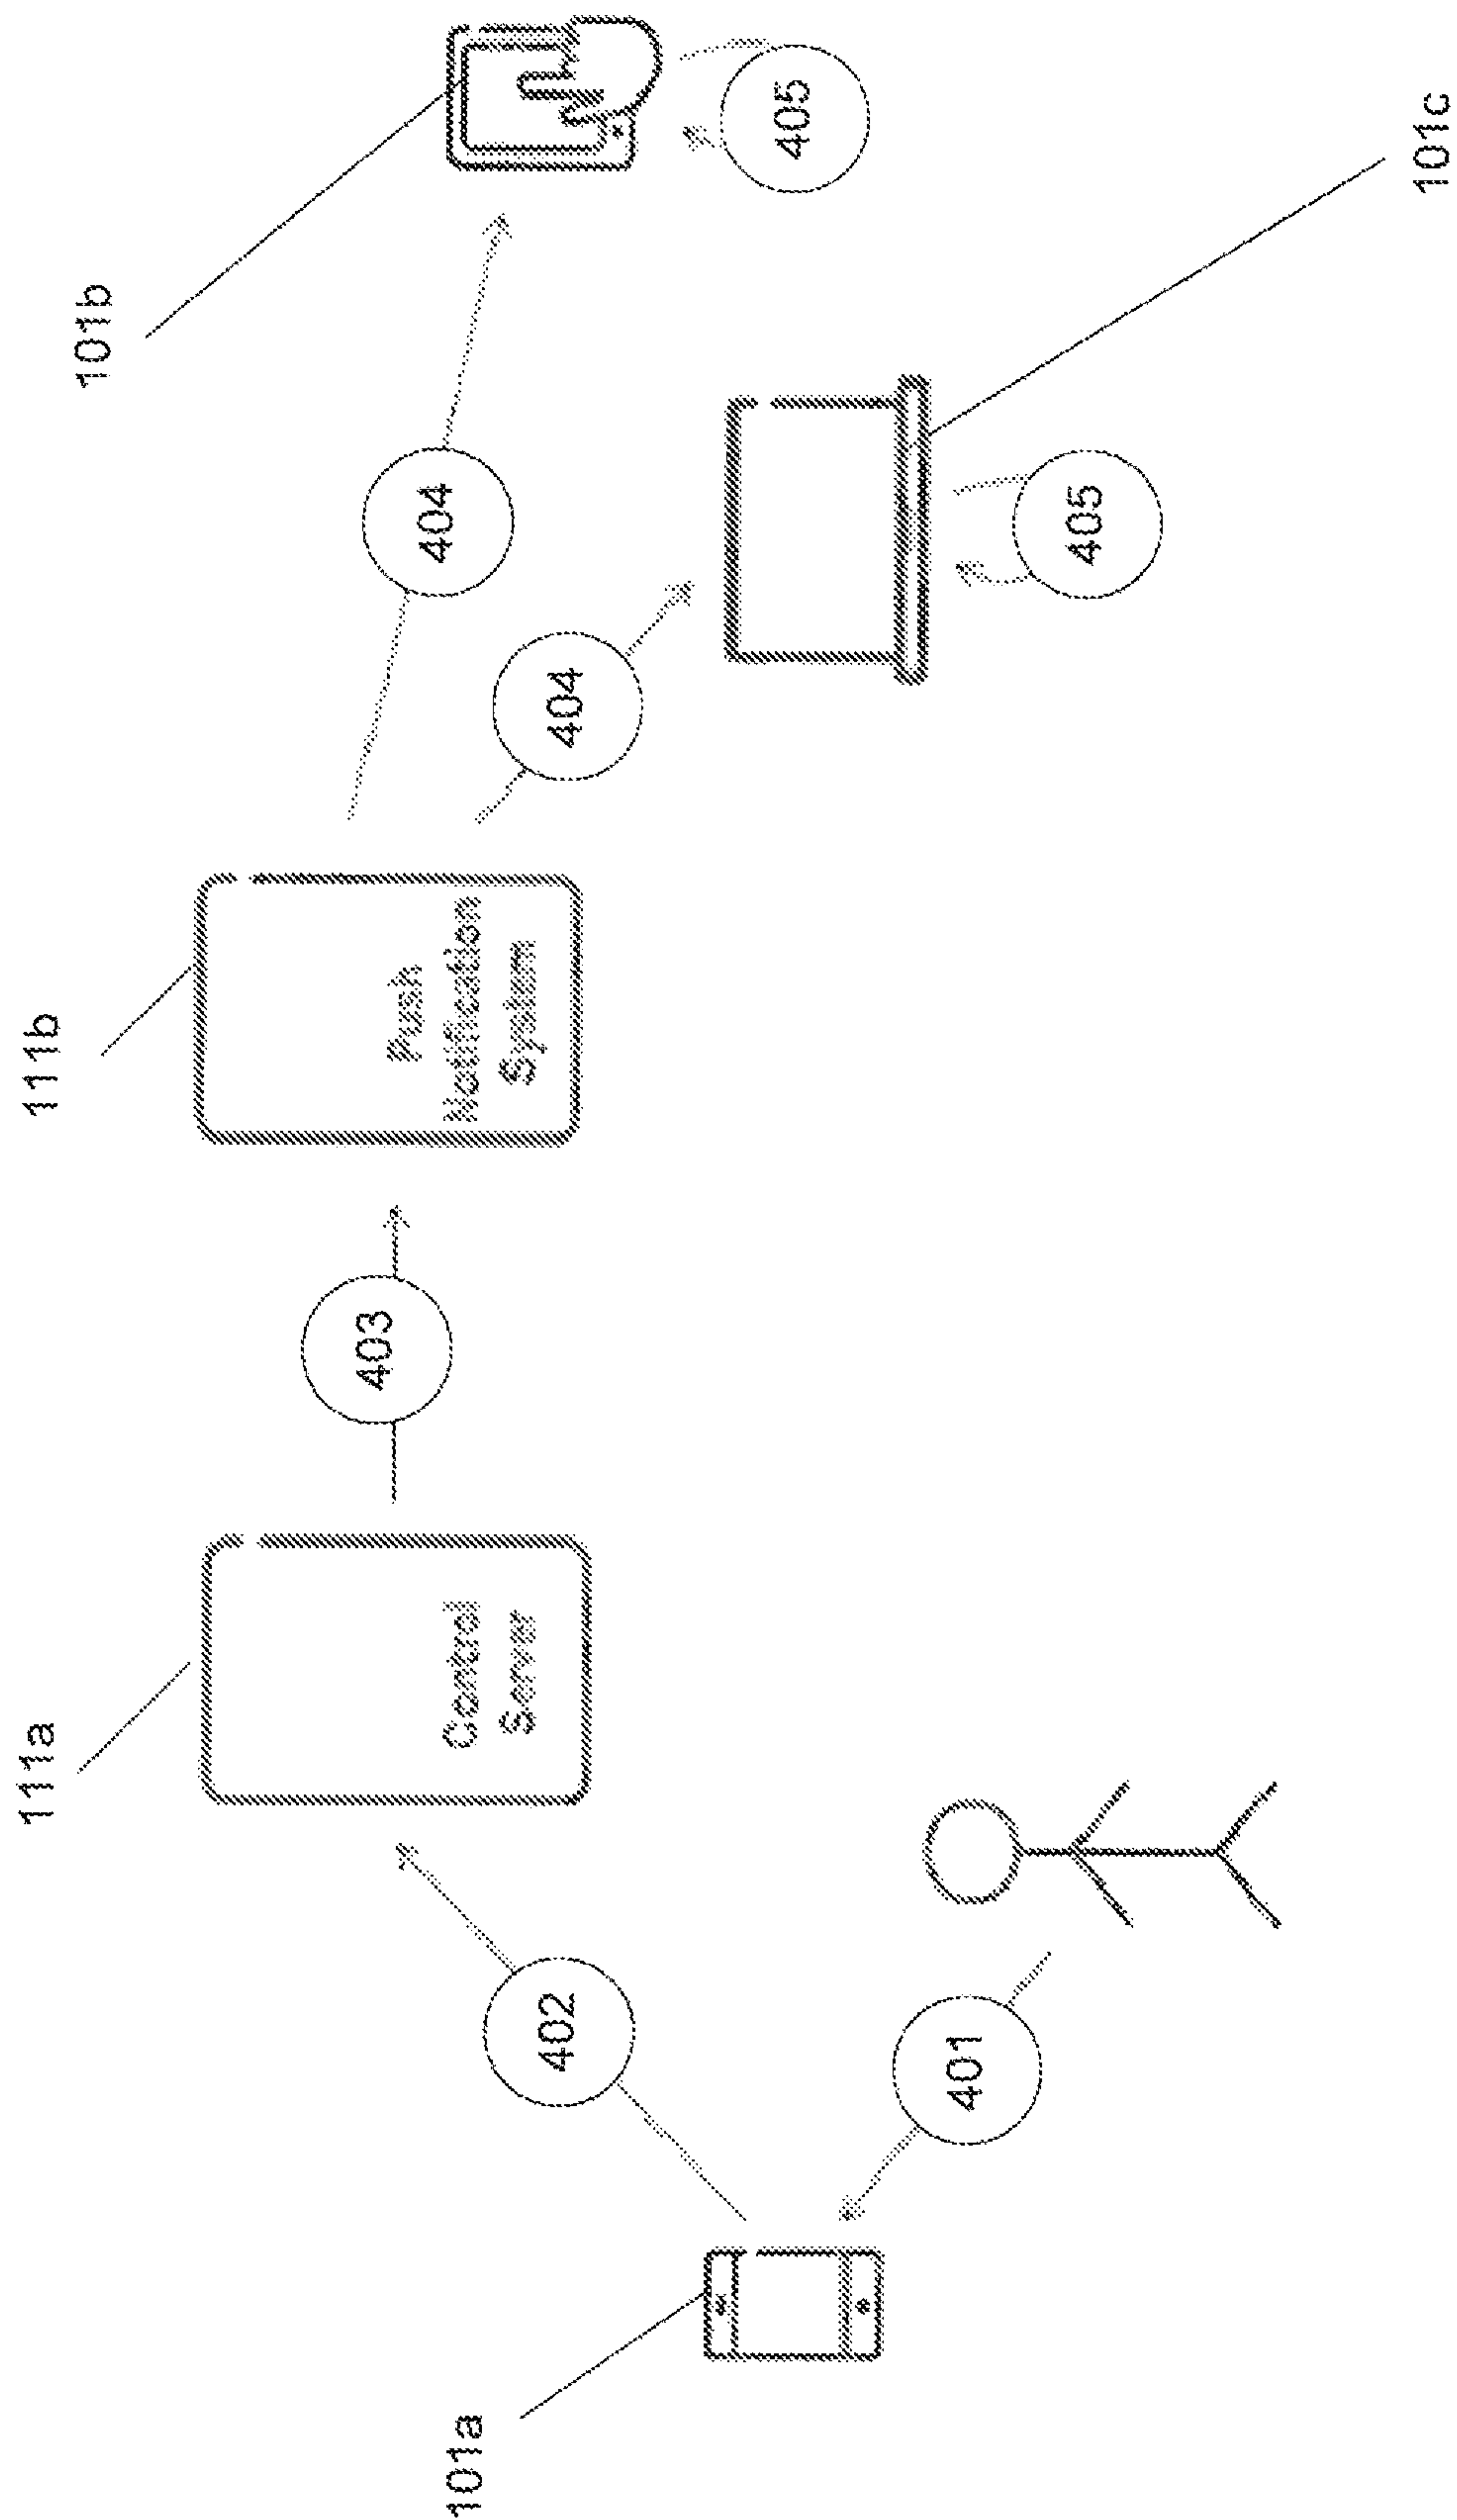 111a
111b
101b
Control
Server
403
Push
Notification
System
404
404
405
405
402
401
101a
101c